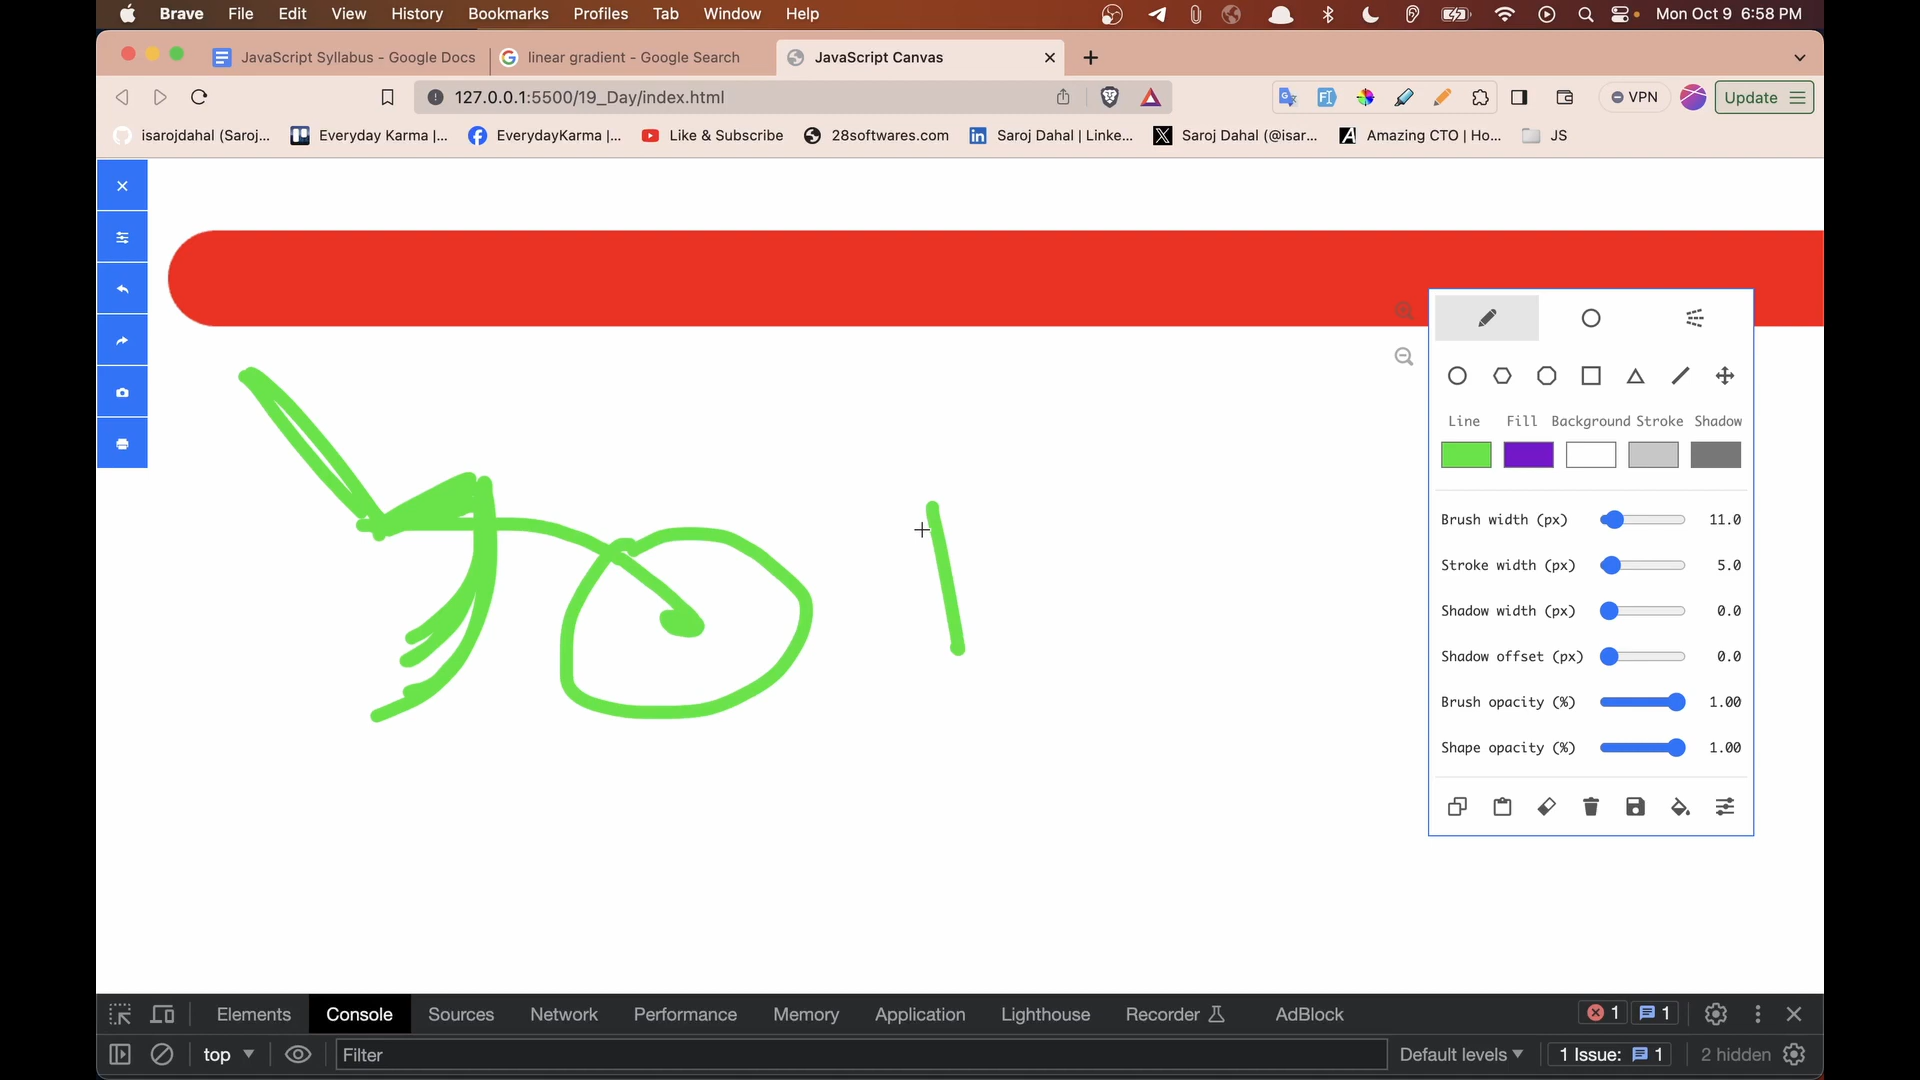 Brave File Edit View History Bookmarks Profiles Tab Window Help Mon Oct 9 6:58 PM
JavaScript Syllabus - Google Docs linear gradient - Google Search JavaScript Canvas
127.0.0.1:5500/19_Day/index.html VPN Update
isarojdahal (Saroj... Everyday Karma |... EverydayKarma |... Like & Subscribe 28softwares.com Saroj Dahal | Linke... Saroj Dahal (@isar... Amazing CTO | Ho... JS
Line Fill Background Stroke Shadow
Brush width (px) 11.0
Stroke width (px) 5.0
Shadow width (px) 0.0
Shadow offset (px) 0.0
Brush opacity (%) 1.00
Shape opacity (%) 1.00
Elements Console Sources Network Performance Memory Application Lighthouse Recorder AdBlock 1 1
top Filter Default levels 1 Issue: 1 2 hidden